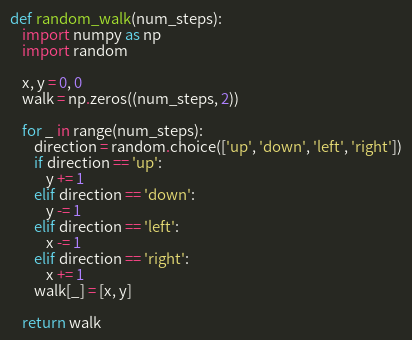 def random_walk(num_steps):
    import numpy as np
    import random

    x, y = 0, 0
    walk = np.zeros((num_steps, 2))

    for _ in range(num_steps):
        direction = random.choice(['up', 'down', 'left', 'right'])
        if direction == 'up':
            y += 1
        elif direction == 'down':
            y -= 1
        elif direction == 'left':
            x -= 1
        elif direction == 'right':
            x += 1
        walk[_] = [x, y]

    return walk